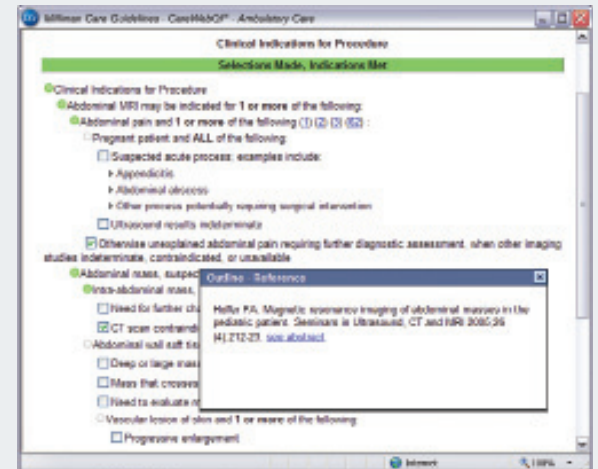 Milliman Care Guidelines - CareWebQI® - Ambulatory Care
Clinical Indications for Procedure
Selections Made, Indications Met
Clinical Indications for Procedure
Abdominal MRI may be indicated for 1 or more of the following:
Abdominal pain and 1 or more of the following (1) (2) (3) (62) :
Pregnant patient and ALL of the following:
Suspected acute process; examples include:
Appendicitis
Abdominal abscess
Other process potentially requiring surgical intervention
Ultrasound results indeterminate
Otherwise unexplained abdominal pain requiring further diagnostic assessment, when other imaging
studies indeterminate, contraindicated, or unavailable
Abdominal mass, suspec
Intra-abdominal mass,
Need for further cha
CT scan contraindi
Abdominal wall soft tis
Deep or large mass
Mass that crosses
Need to evaluate
Vascular lesion of skin and 1 or more of the following
Progressive enlargement
Outline - Reference
PA. Magnetic resonance imaging of abdominal masses in the
pediatric patient. Seminars in Ultrasound, CT and MRI 2005;26
(4):212-23. see abstract.
Internet
100%